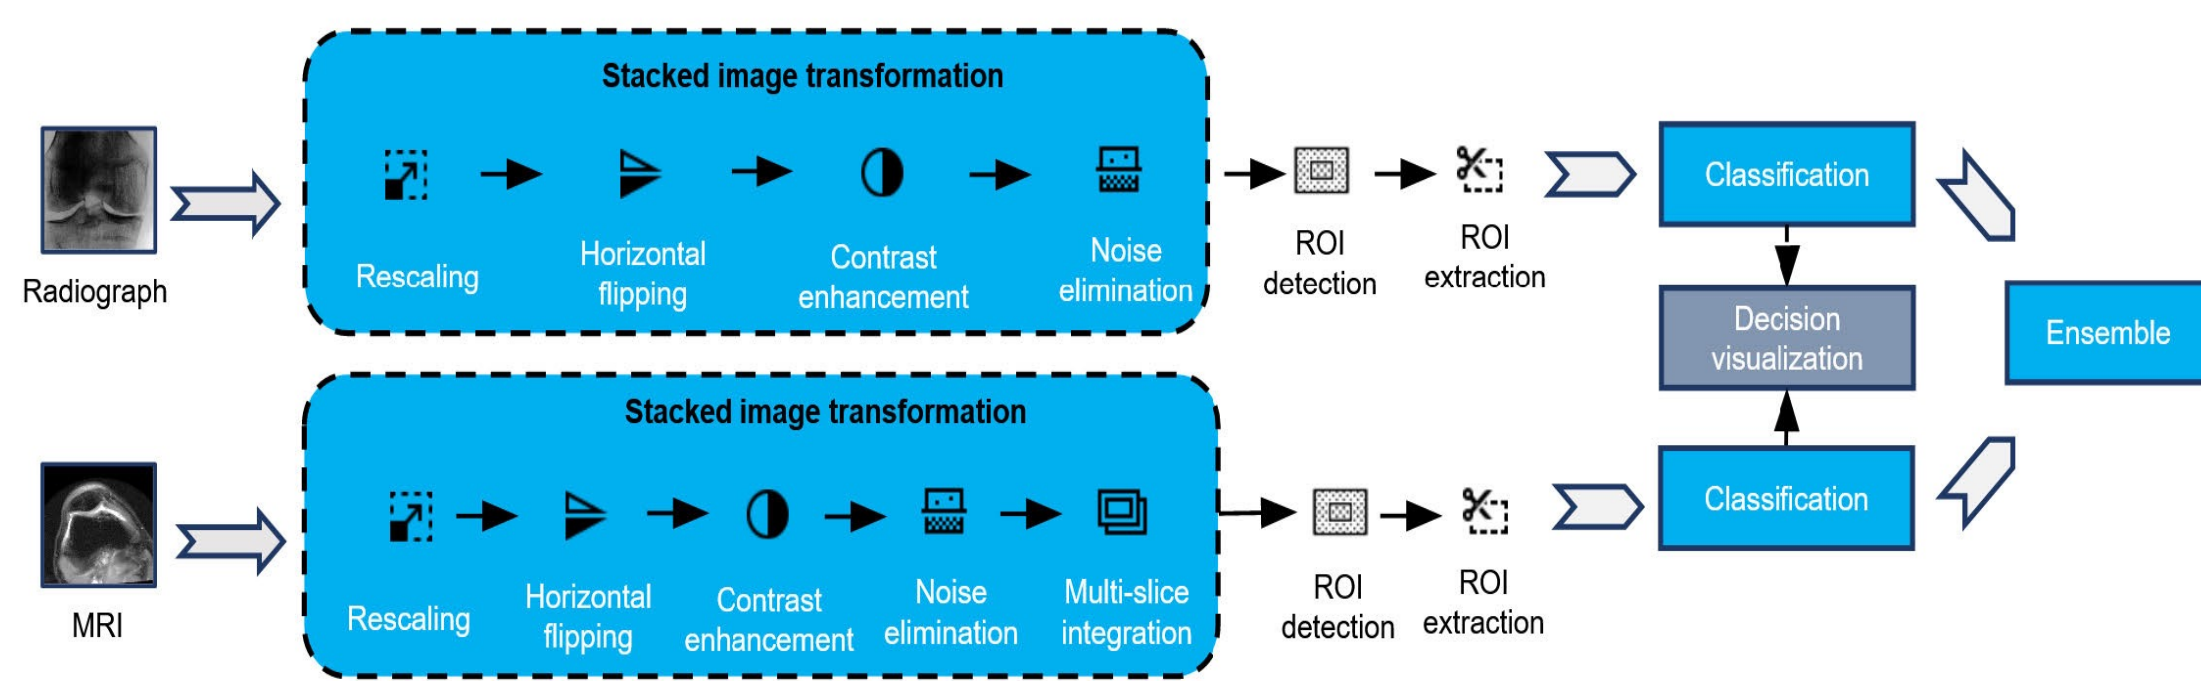 Stacked image transformation
Radiograph
Rescaling
Horizontal
flipping
Contrast
enhancement
Noise
elimination
ROI
detection
ROI
extraction
Classification
Decision
visualization
Ensemble
Stacked image transformation
MRI
Rescaling
Horizontal
flipping
Contrast
enhancement
Noise
elimination
Multi-slice
integration
ROI
detection
ROI
extraction
Classification